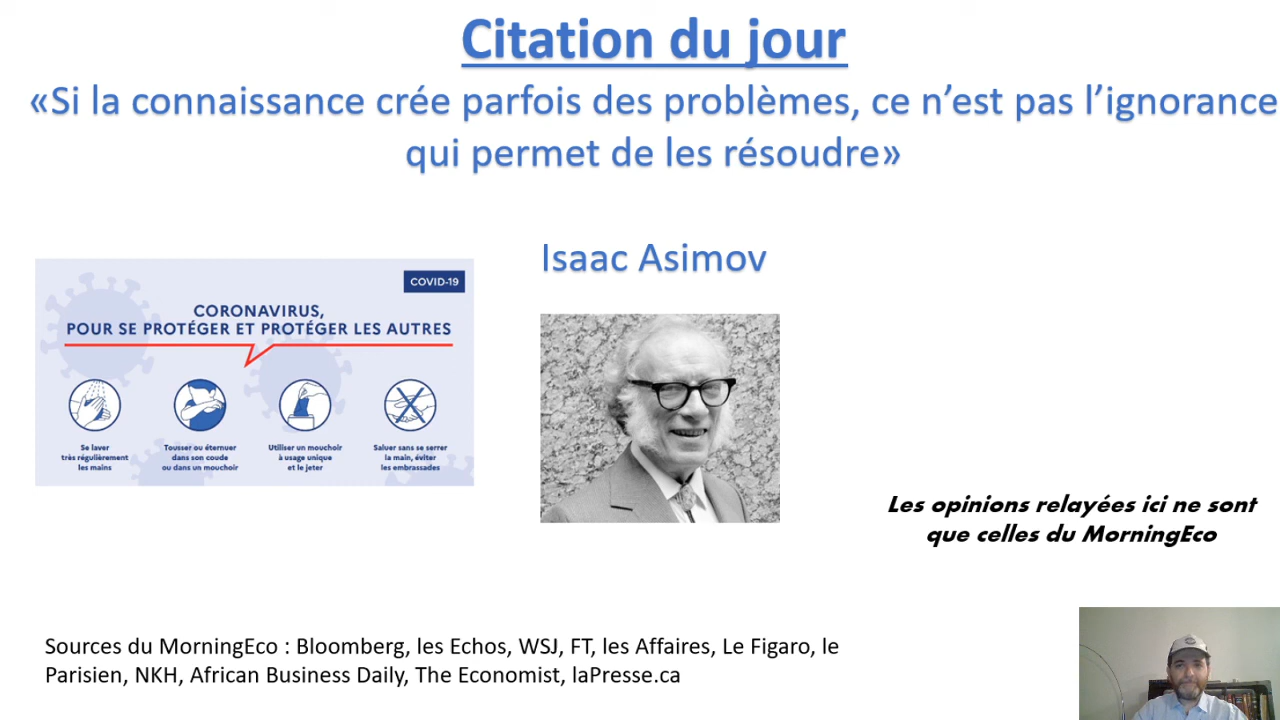 Citation du jour
«Si la connaissance crée parfois des problèmes, ce n’est pas l’ignorance
qui permet de les résoudre»
Isaac Asimov
COVID-19
CORONAVIRUS,
POUR SE PROTÉGER ET PROTÉGER LES AUTRES
Se laver
très régulièrement
les mains
Tousser ou éternuer
dans son coude
ou dans un mouchoir
Utiliser un mouchoir
à usage unique
et le jeter
Saluer sans se serrer
la main, éviter
les embrassades
Les opinions relayées ici ne sont
que celles du MorningEco
Sources du MorningEco : Bloomberg, les Echos, WSJ, FT, les Affaires, Le Figaro, le
Parisien, NKH, African Business Daily, The Economist, laPresse.ca